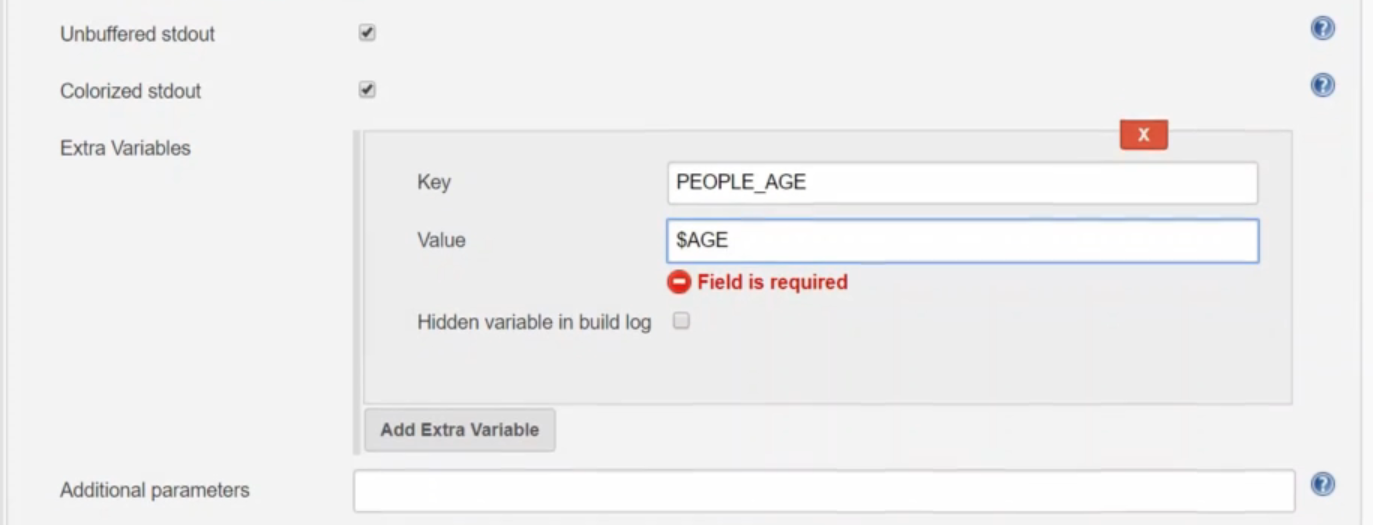 Unbuffered stdout
Colorized stdout
Extra Variables
X
Key
PEOPLE_AGE
Value
$AGE
Field is required
Hidden variable in build log
Add Extra Variable
Additional parameters